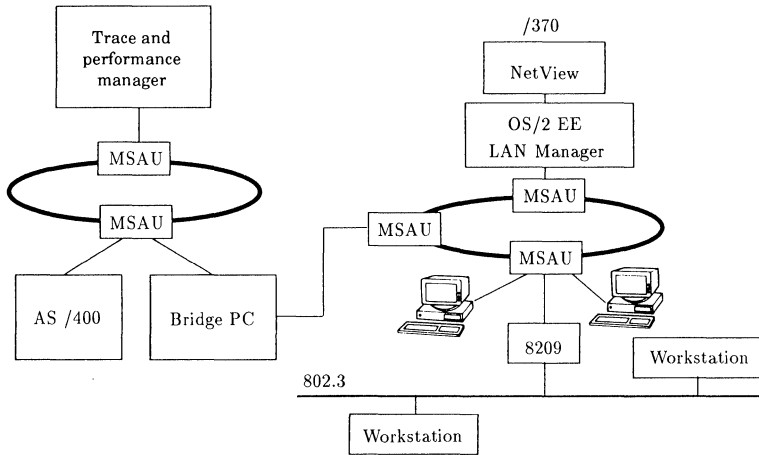 Trace and
performance
manager
MSAU
MSAU
AS /400
Bridge PC
/370
NetView
OS/2 EE
LAN Manager
MSAU
MSAU
MSAU
8209
802.3
Workstation
Workstation